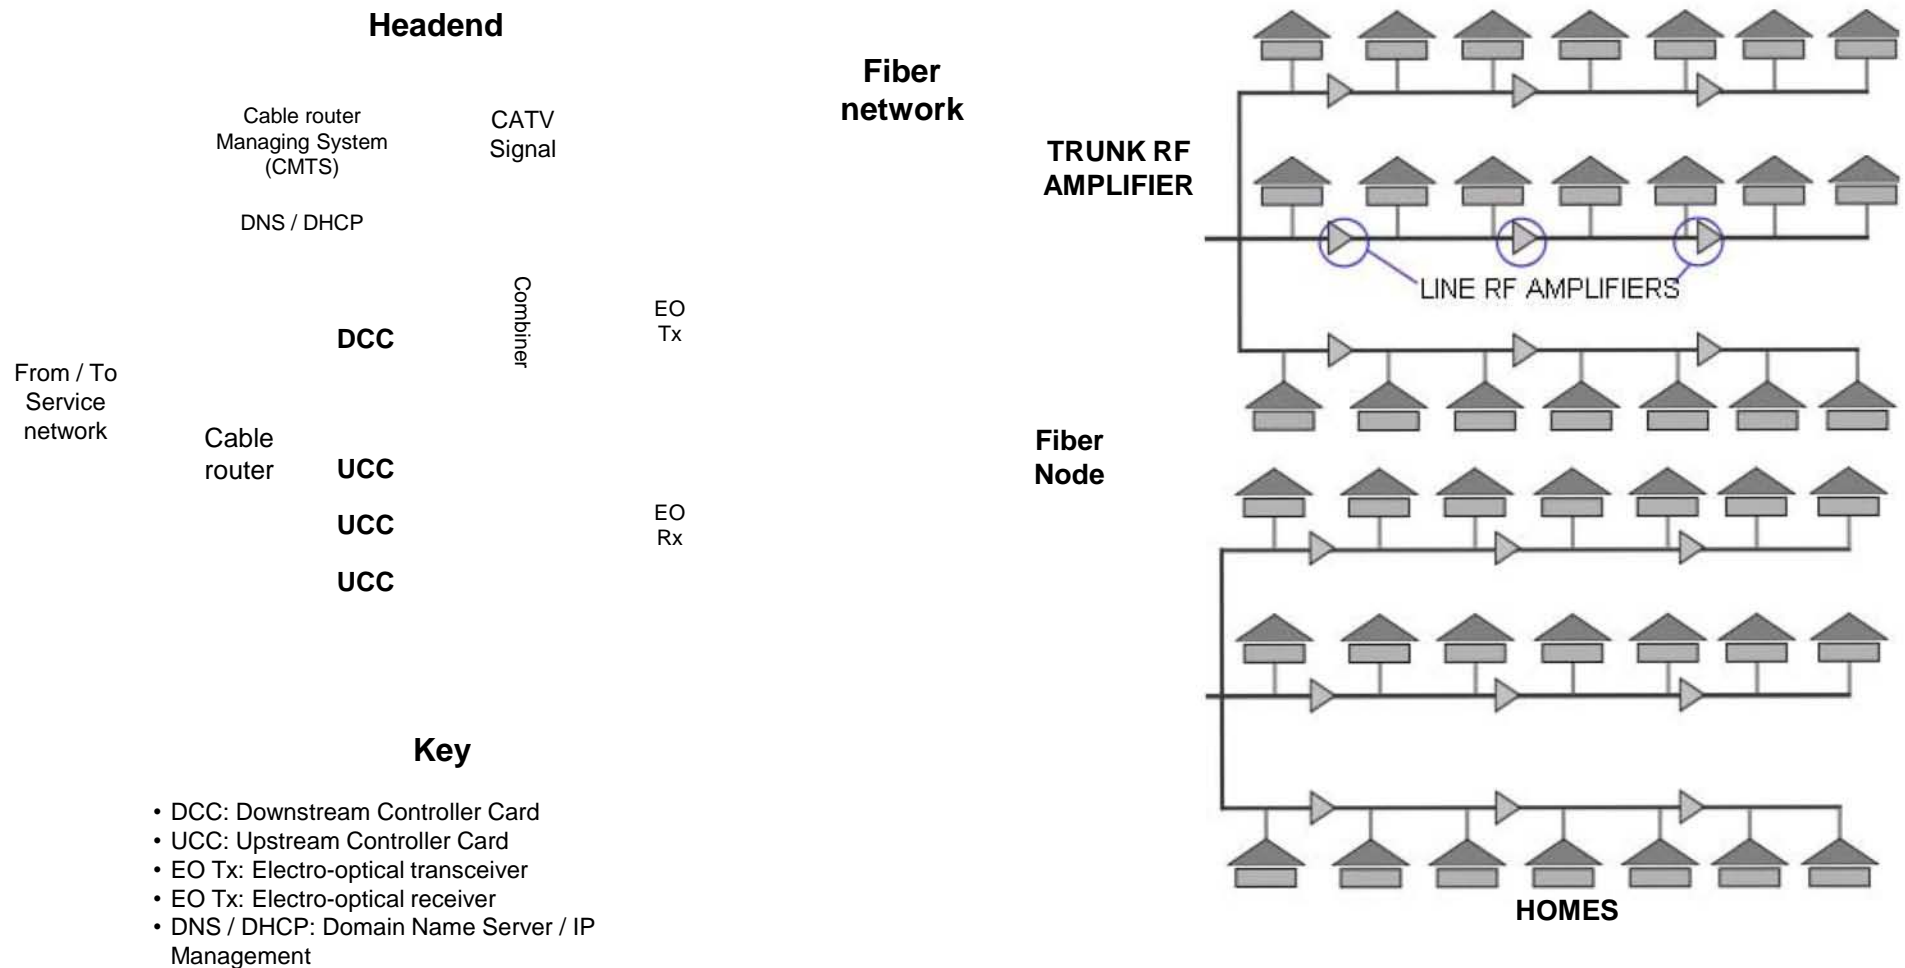 Headend
Fiber
network
Cable router
Managing System
(CMTS)
CATV
Signal
TRUNK RF
AMPLIFIER
DNS / DHCP
LINE RF AMPLIFIERS
Combiner
EO
Tx
DCC
From / To
Service
network
Cable
router
UCC
Fiber
Node
UCC
EO
Rx
UCC
Key
• DCC: Downstream Controller Card
• UCC: Upstream Controller Card
• EO Tx: Electro-optical transceiver
• EO Tx: Electro-optical receiver
• DNS / DHCP: Domain Name Server / IP
Management
HOMES